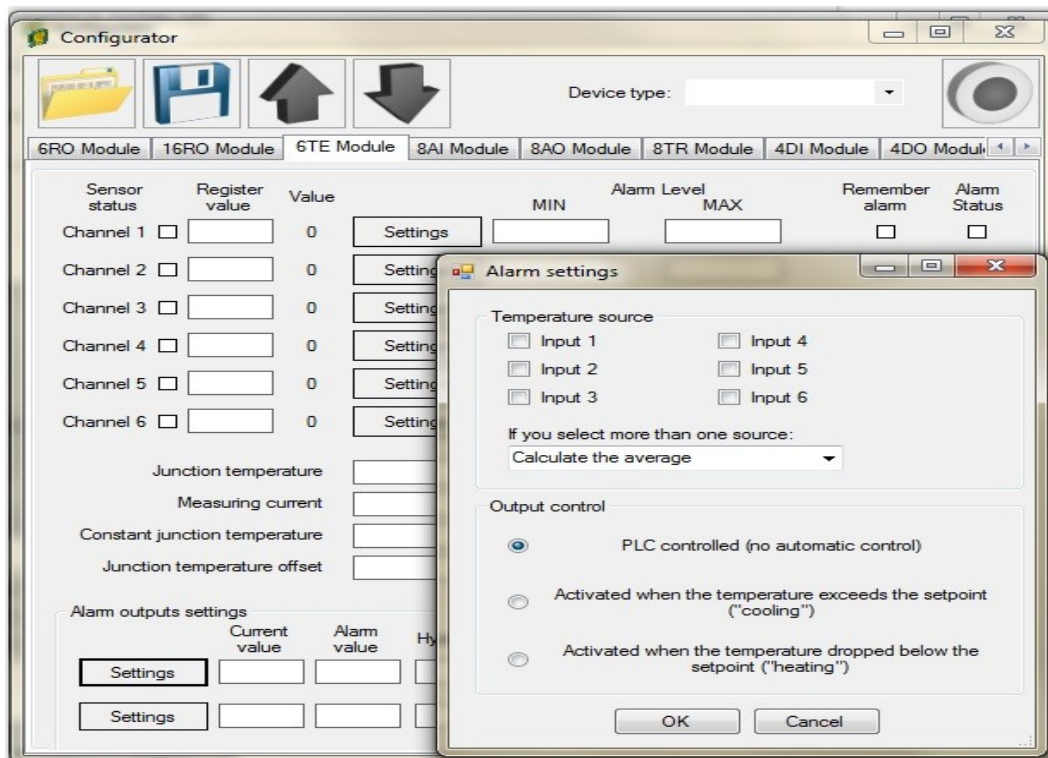 Configurator
Device type:
6RO Module 16RO Module 6TE Module 8AI Module 8AO Module 8TR Module 4DI Module 4DO Modul
Sensor status Register value Value Alarm Level MIN MAX Remember alarm Alarm Status
Channel 1 0 Settings
Channel 2 0 Setting
Channel 3 0 Setting
Channel 4 0 Setting
Channel 5 0 Setting
Channel 6 0 Setting
Junction temperature
Measuring current
Constant junction temperature
Junction temperature offset
Alarm outputs settings
Current value Alarm value Hy
Settings
Settings
Alarm settings
Temperature source
Input 1 Input 4
Input 2 Input 5
Input 3 Input 6
If you select more than one source:
Calculate the average
Output control
PLC controlled (no automatic control)
Activated when the temperature exceeds the setpoint
("cooling")
Activated when the temperature dropped below the
setpoint ("heating")
OK Cancel